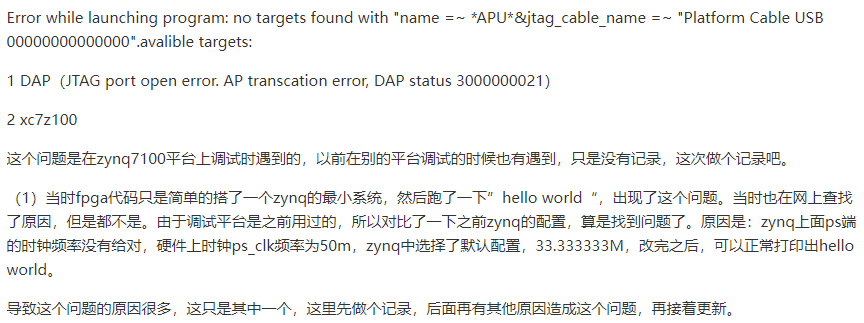 Error while launching program: no targets found with "name =~ *APU*&jtag_cable_name =~ "Platform Cable USB
00000000000000".avalible targets:
1 DAP（JTAG port open error. AP transcation error, DAP status 3000000021）
2 xc7z100
这个问题是在zynq7100平台上调试时遇到的，以前在别的平台调试的时候也有遇到，只是没有记录，这次做个记录吧。
（1）当时fpga代码只是简单的搭了一个zynq的最小系统，然后跑了一下”hello world“，出现了这个问题。当时也在网上查找
了原因，但是都不是。由于调试平台是之前用过的，所以对比了一下之前zynq的配置，算是找到问题了。原因是：zynq上面ps端
的时钟频率没有给对，硬件上时钟ps_clk频率为50m，zynq中选择了默认配置，33.333333M，改完之后，可以正常打印出hello
world。
导致这个问题的原因很多，这只是其中一个，这里先做个记录，后面再有其他原因造成这个问题，再接着更新。